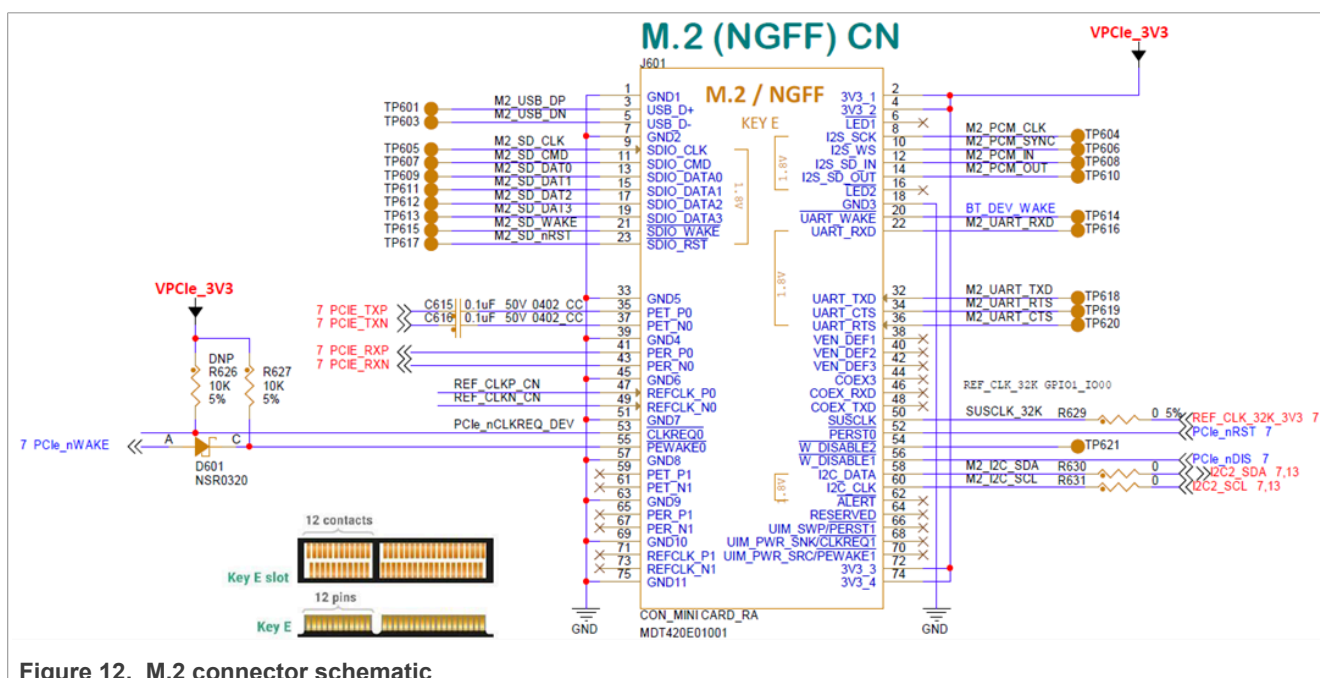 M.2 (NGFF) CN
VPCIe_3V3
J601
M.2 / NGFF
KEY E
TP601 M2_USB_DP 3 USB_D+
TP603 M2_USB_DN 5 USB_D-
1 GND1
7 GND2
TP605 M2_SD_CLK 9 SDIO_CLK
TP607 M2_SD_CMD 11 SDIO_CMD
TP609 M2_SD_DAT0 13 SDIO_DATA0
TP611 M2_SD_DAT1 15 SDIO_DATA1
TP612 M2_SD_DAT2 17 SDIO_DATA2
TP613 M2_SD_DAT3 19 SDIO_DATA3
TP615 M2_SD_WAKE 21 SDIO_WAKE
TP617 M2_SD_nRST 23 SDIO_RST
1.8V
3V3_1 2
3V3_2 4
LED1 6
I2S_SCK 8 M2_PCM_CLK TP604
I2S_WS 10 M2_PCM_SYNC TP606
I2S_SD_IN 12 M2_PCM_IN TP608
I2S_SD_OUT 14 M2_PCM_OUT TP610
1.8V
LED2 16
GND3 18
UART_WAKE 20 BT_DEV_WAKE TP614
UART_RXD 22 M2_UART_RXD TP616
1.8V
VPCIe_3V3
33 GND5
7 PCIE_TXP C615 0.1uF 50V 0402_CC 35 PET_P0
7 PCIE_TXN C616 0.1uF 50V 0402_CC 37 PET_N0
39 GND4
7 PCIE_RXP 41 PER_P0
7 PCIE_RXN 43 PER_N0
45 GND6
REF_CLKP_CN 47 REFCLK_P0
REF_CLKN_CN 49 REFCLK_N0
51 GND7
PCIe_nCLKREQ_DEV 53 CLKREQ0
55 PEWAKE0
57 GND8
59 PET_P1
61 PET_N1
63 GND9
65 PER_P1
67 PER_N1
69 GND10
71 REFCLK_P1
73 REFCLK_N1
75 GND11
DNP
R626
10K
5%
R627
10K
5%
7 PCIe_nWAKE
A
C
D601
NSR0320
UART_TXD 32 M2_UART_TXD TP618
UART_CTS 34 M2_UART_RTS TP619
UART_RTS 36 M2_UART_CTS TP620
VEN_DEF1 38
VEN_DEF2 40
VEN_DEF3 42
COEX3 44
COEX_RXD 46
COEX_TXD 48
REF_CLK_32K GPIO1_IO00
SUSCLK 50 SUSCLK_32K R629 0 5% REF_CLK_32K_3V3 7
PERST0 52 PCIe_nRST 7
W_DISABLE2 54 TP621
W_DISABLE1 56 PCIe_nDIS 7
I2C_DATA 58 M2_I2C_SDA R630 0 I2C2_SDA 7,13
I2C_CLK 60 M2_I2C_SCL R631 0 I2C2_SCL 7,13
1.8V
ALERT 62
RESERVED 64
UIM_SWP/PERST1 66
UIM_PWR_SNK/CLKREQ1 68
UIM_PWR_SRC/PEWAKE1 70
3V3_3 72
3V3_4 74
12 contacts
Key E slot
12 pins
Key E
GND
CON_MINI CARD_RA
MDT420E01001
GND
Figure 12. M.2 connector schematic